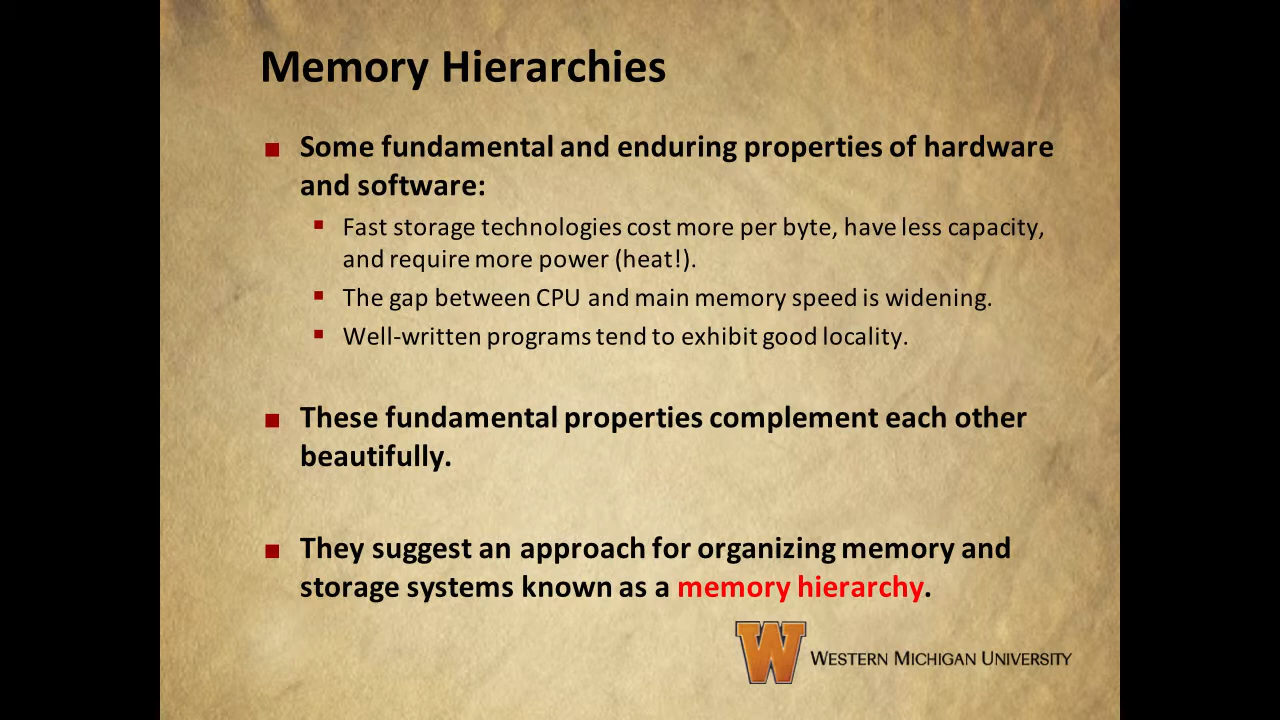 Memory Hierarchies
Some fundamental and enduring properties of hardware
and software:
Fast storage technologies cost more per byte, have less capacity,
and require more power (heat!).
The gap between CPU and main memory speed is widening.
Well-written programs tend to exhibit good locality.
These fundamental properties complement each other
beautifully.
They suggest an approach for organizing memory and
storage systems known as a memory hierarchy.
W WESTERN MICHIGAN UNIVERSITY